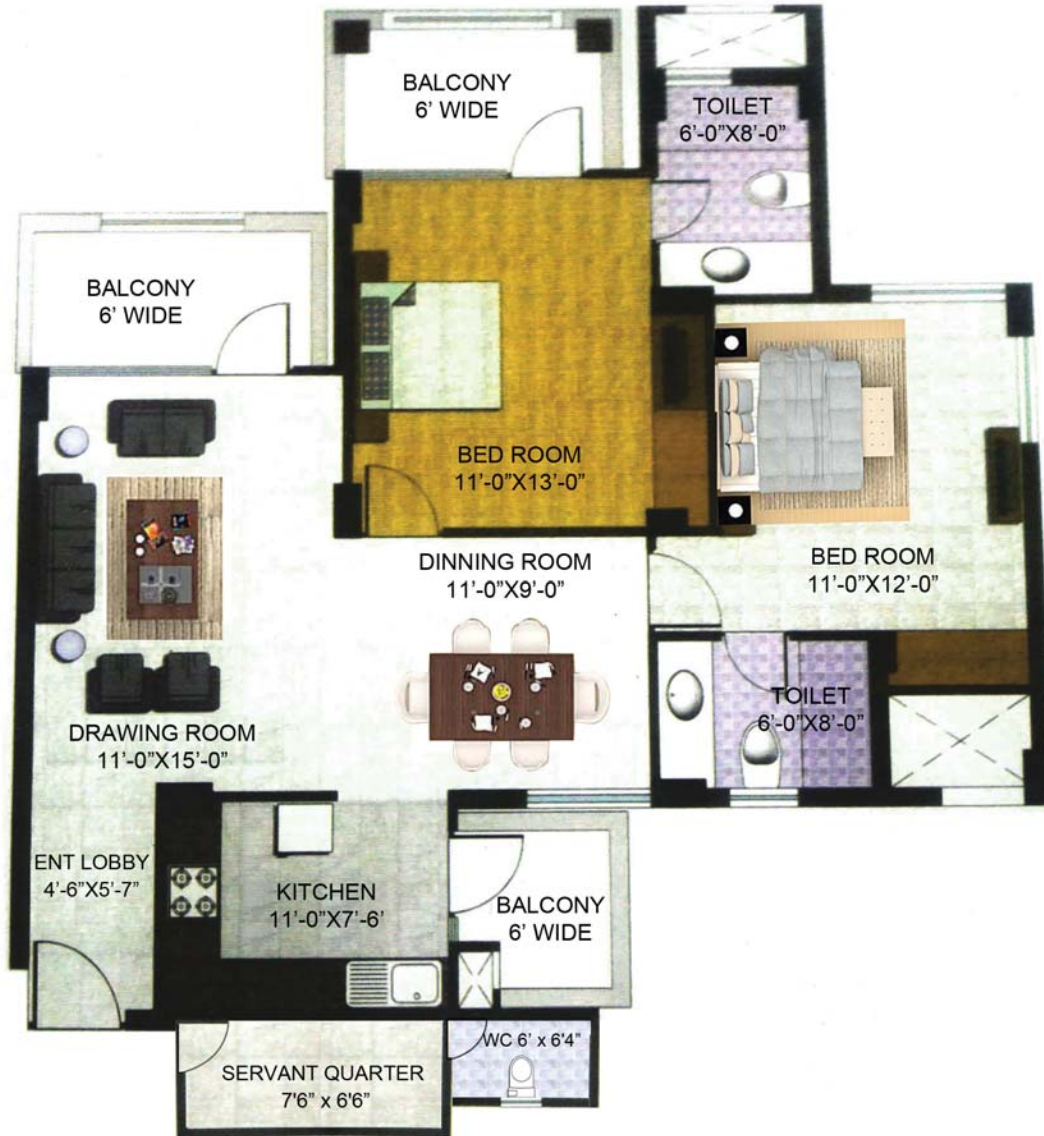 BALCONY
6' WIDE
TOILET
6'-0"X8'-0"
BALCONY
6' WIDE
BED ROOM
11'-0"X13'-0"
DINNING ROOM
11'-0"X9'-0"
BED ROOM
11'-0"X12'-0"
DRAWING ROOM
11'-0"X15'-0"
TOILET
6'-0"X8'-0"
ENT LOBBY
4'-6"X5'-7"
KITCHEN
11'-0"X7'-6'
BALCONY
6' WIDE
SERVANT QUARTER
7'6" x 6'6"
WC 6' x 6'4"